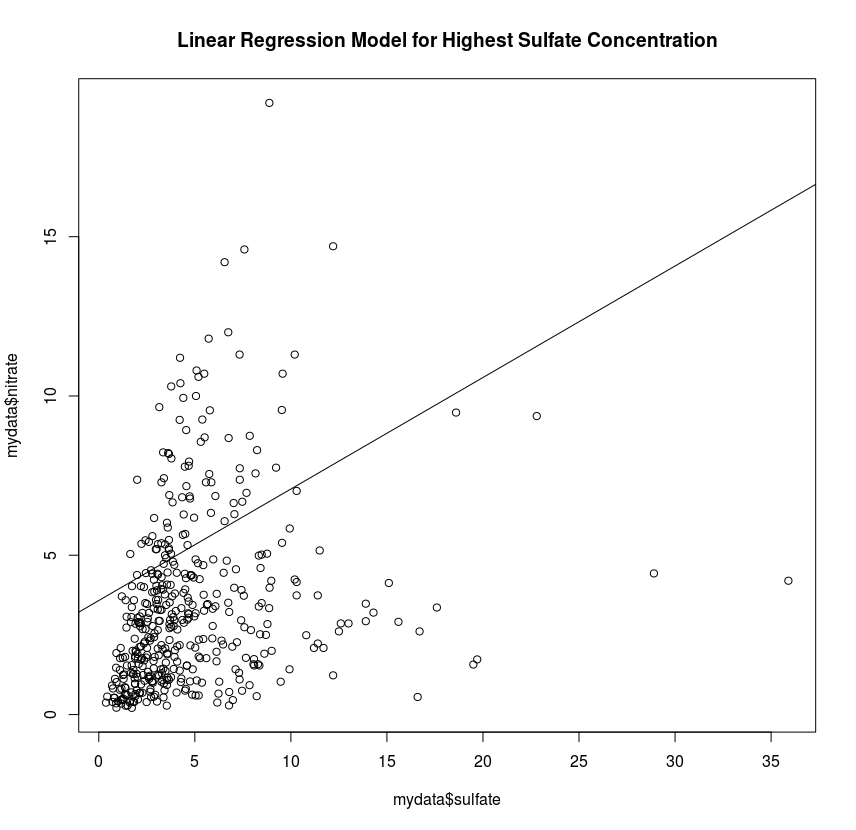 Linear Regression Model for Highest Sulfate Concentration
mydata$nitrate
15
10
5
0
0 5 10 15 20 25 30 35
mydata$sulfate